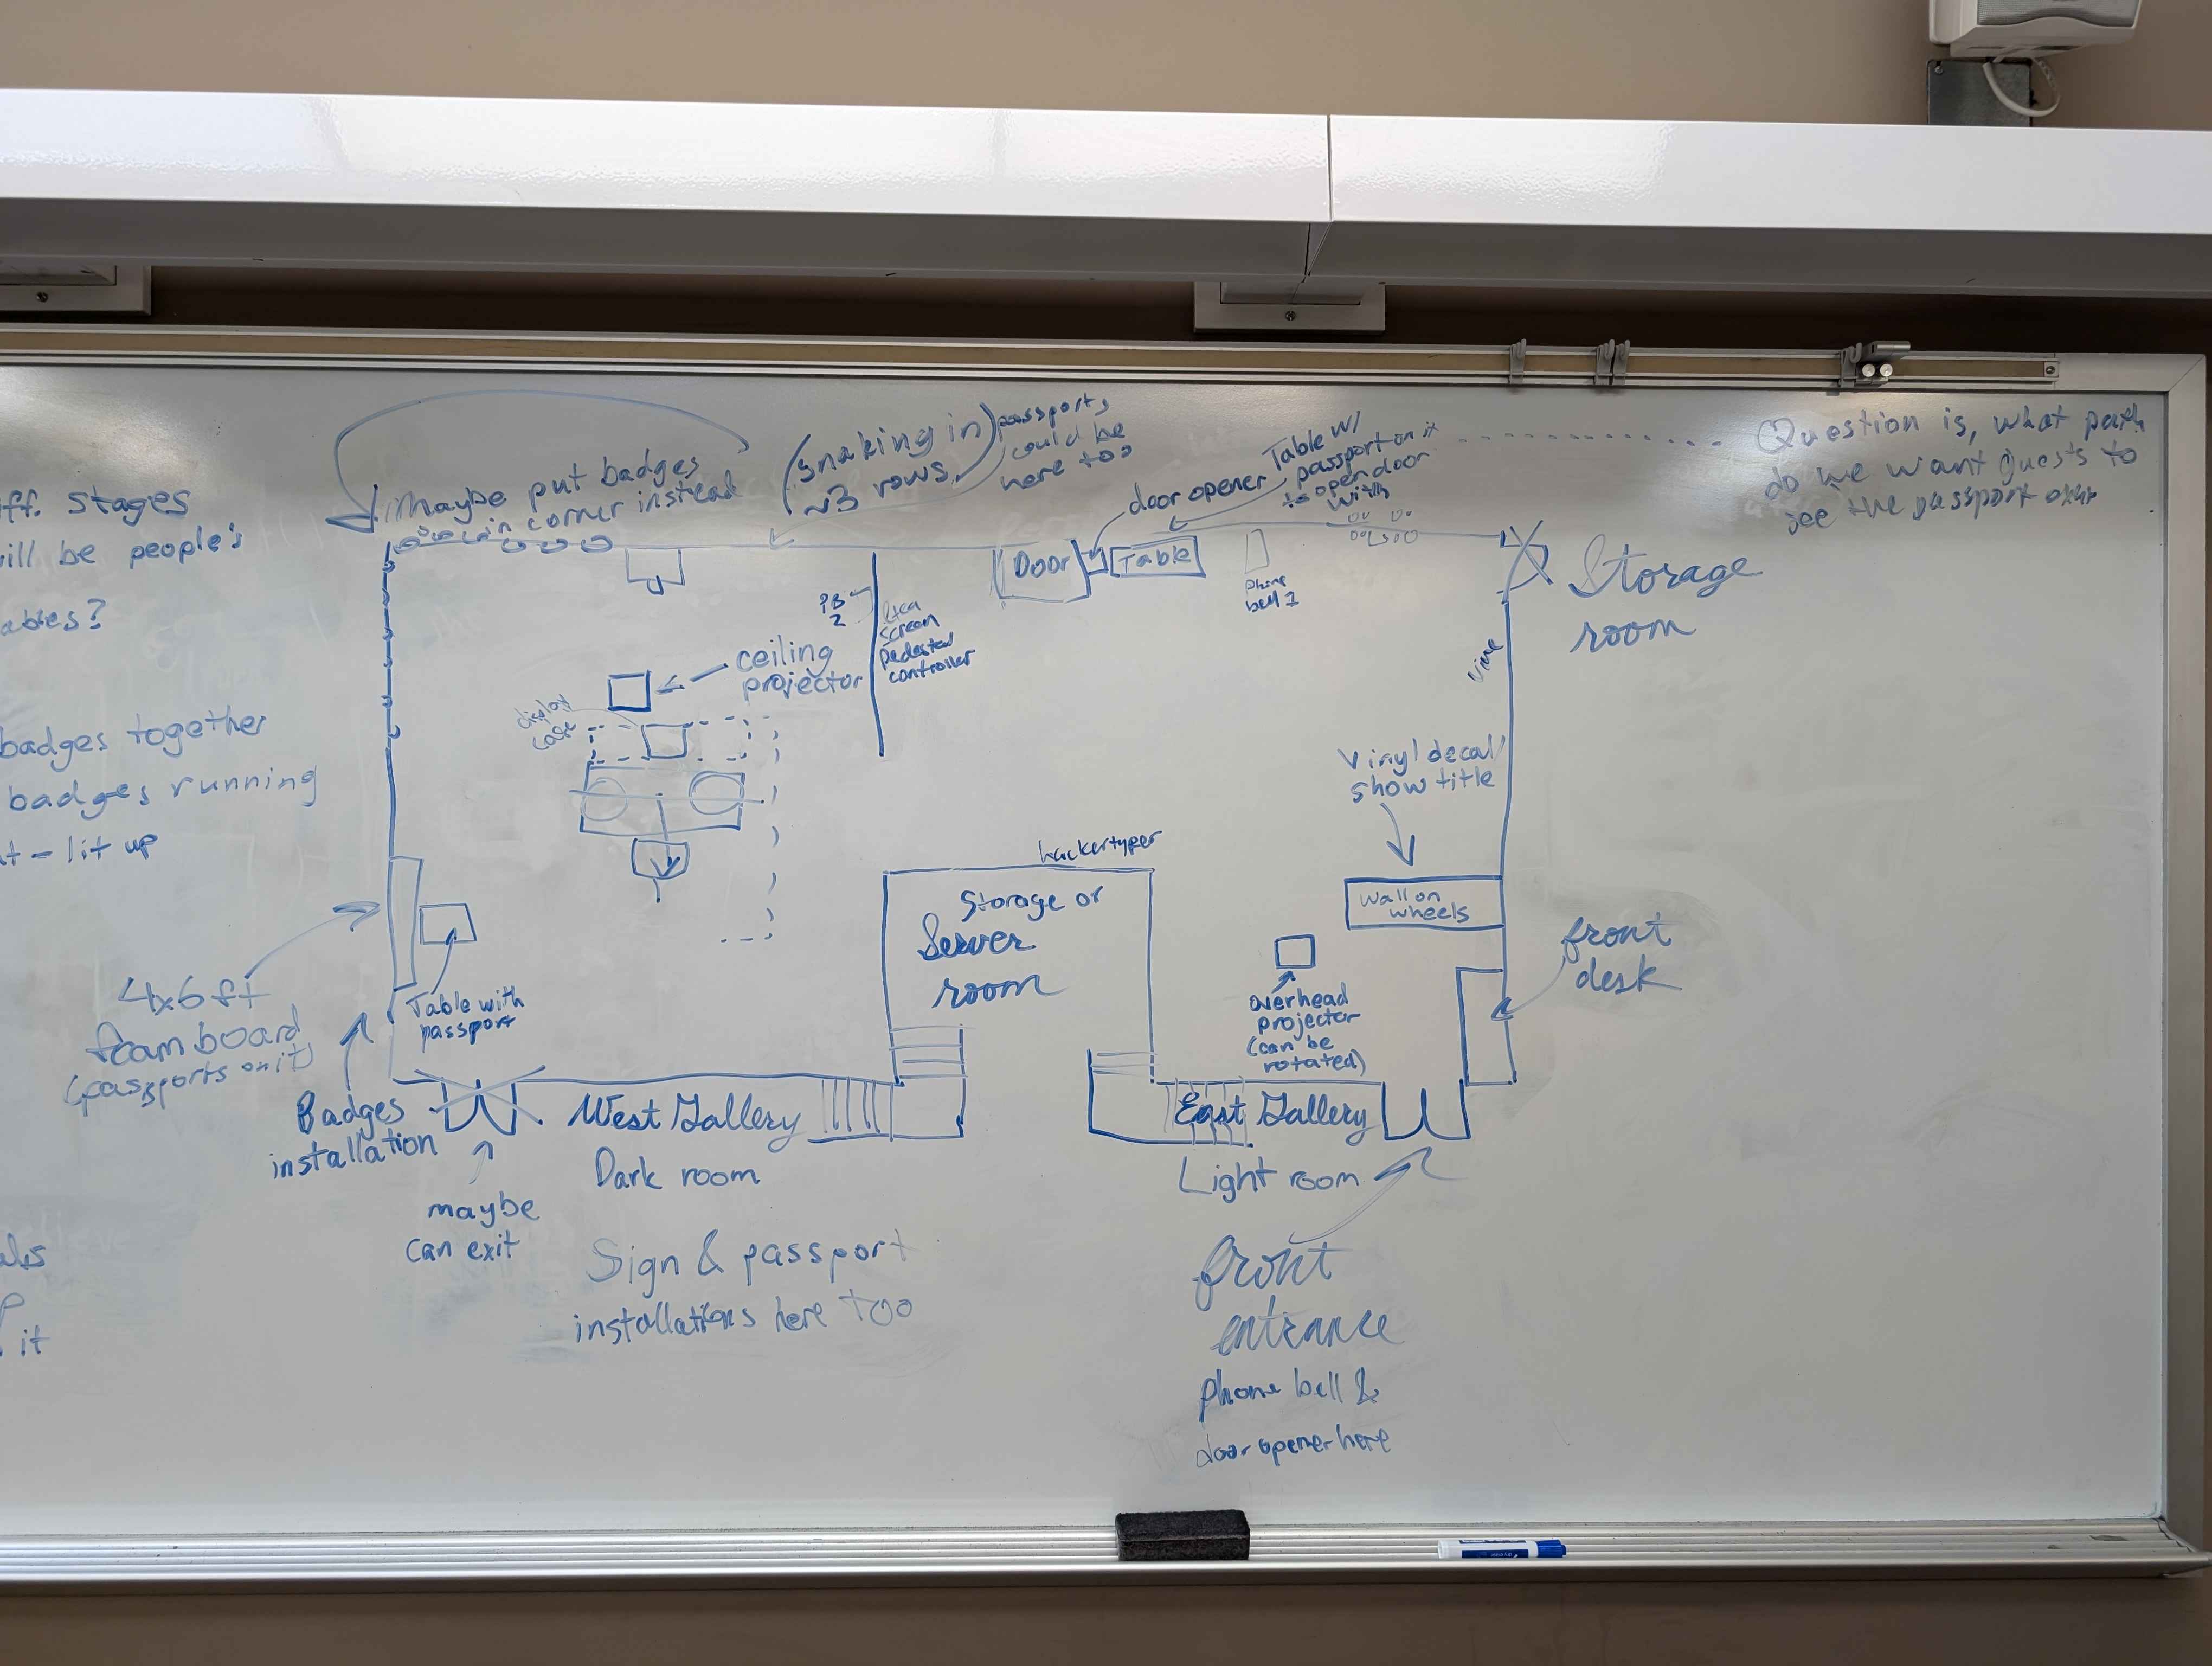 ff. stages
ill be people's
ables?
badges together
badges running
at - lit up
it
Maybe put badges
in corner instead
(snaking in)
~3 rows
passports
could be
here too
door opener
Table w/
passport on it
to open door
with
Question is, what path
do we want guests to
see the passport over
Door
Table
phone
bell 1
Storage
room
PB
2
screen
pedestal
controller
ceiling
projector
display
case
vine
Vinyl decal/
show title
hackertyper
Storage or
Server
room
Wall on
wheels
front
desk
overhead
projector
(can be
rotated)
4x6 ft
foam board
(passports on it)
Table with
passport
Badges
installation
maybe
can exit
West Gallery
Dark room
Sign & passport
installations here too
East Gallery
Light room
front
entrance
phone bell &
door opener here